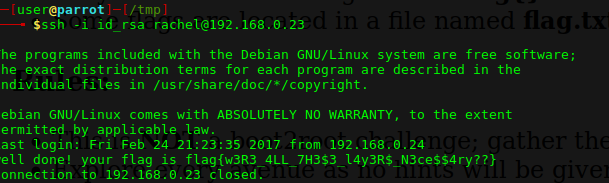 [user@parrot]─[/tmp]
$ssh -i id_rsa rachel@192.168.0.23
he programs included with the Debian GNU/Linux system are free software;
he exact distribution terms for each program are described in the
ndividual files in /usr/share/doc/*/copyright.
ebian GNU/Linux comes with ABSOLUTELY NO WARRANTY, to the extent
ermitted by applicable law.
ast login: Fri Feb 24 21:23:35 2017 from 192.168.0.24
ell done! your flag is flag{w3R3_4LL_7H3$3_l4y3R$_N3ce$$4ry??}
onnection to 192.168.0.23 closed.